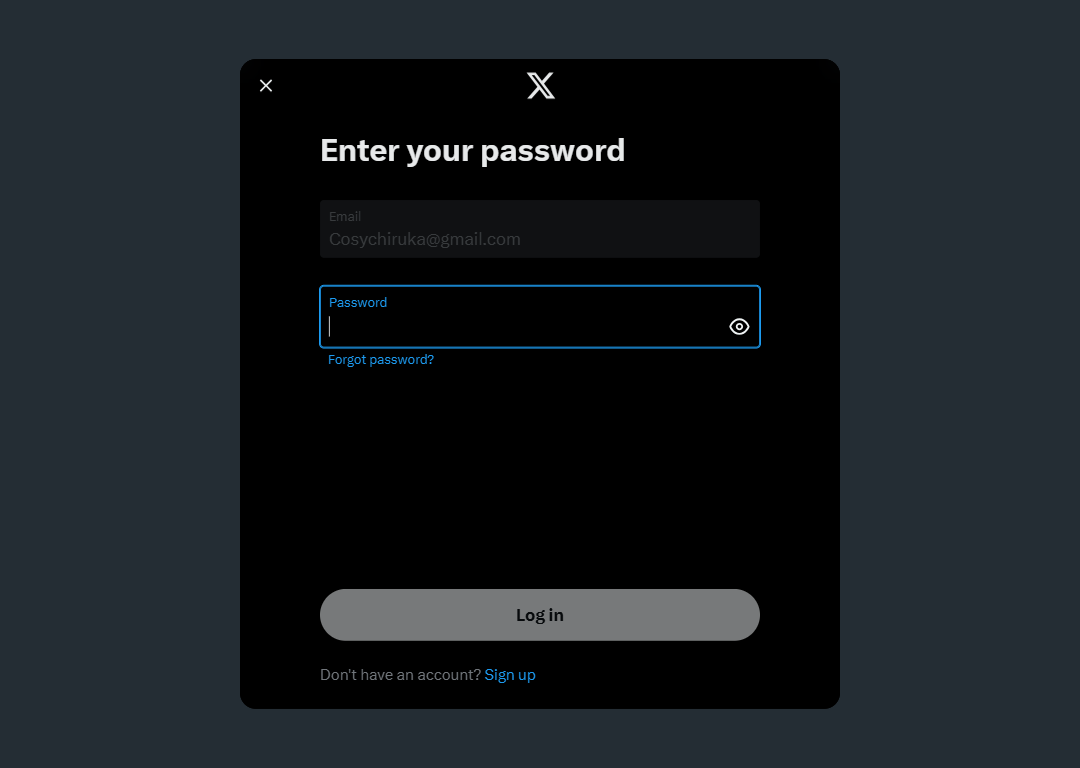 Enter your password
Email
Cosychiruka@gmail.com
Password
Forgot password?
Log in
Don't have an account? Sign up